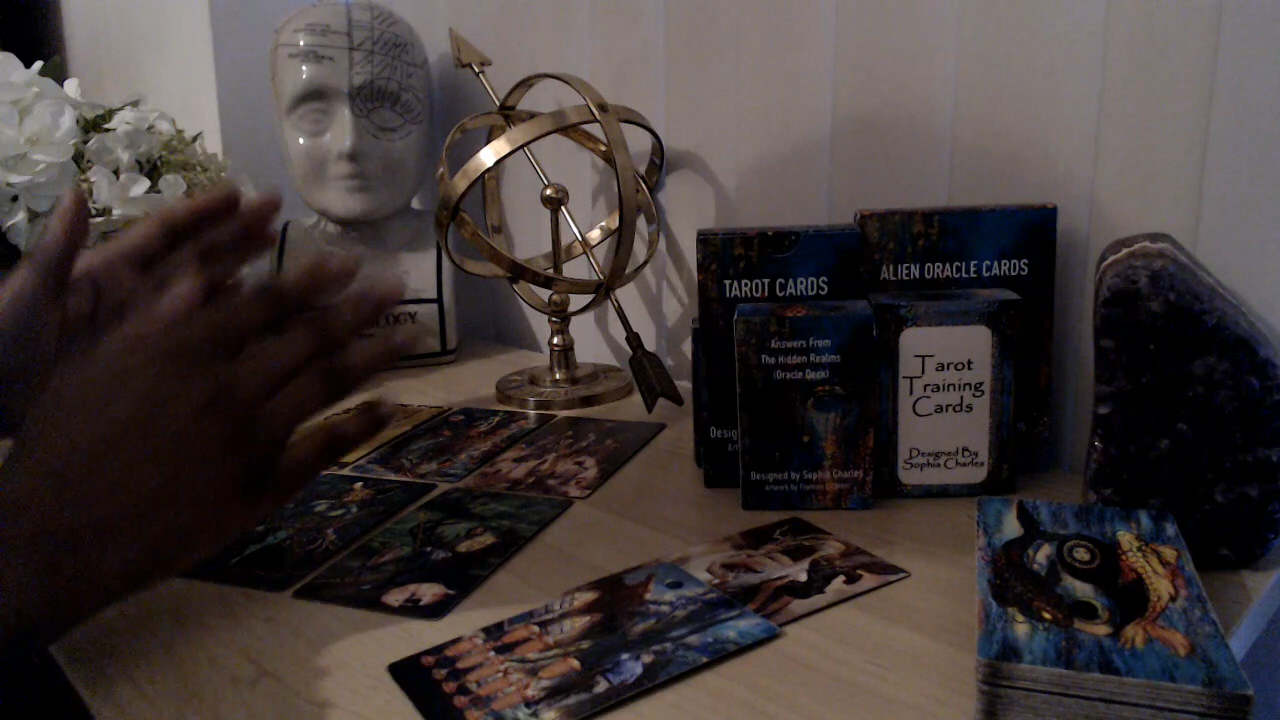 TAROT CARDS
ALIEN ORACLE CARDS
Answers From
The Hidden Realms
(Oracle Deck)
Designed by Sophia Charles
Tarot
Training
Cards
Designed By
Sophia Charles